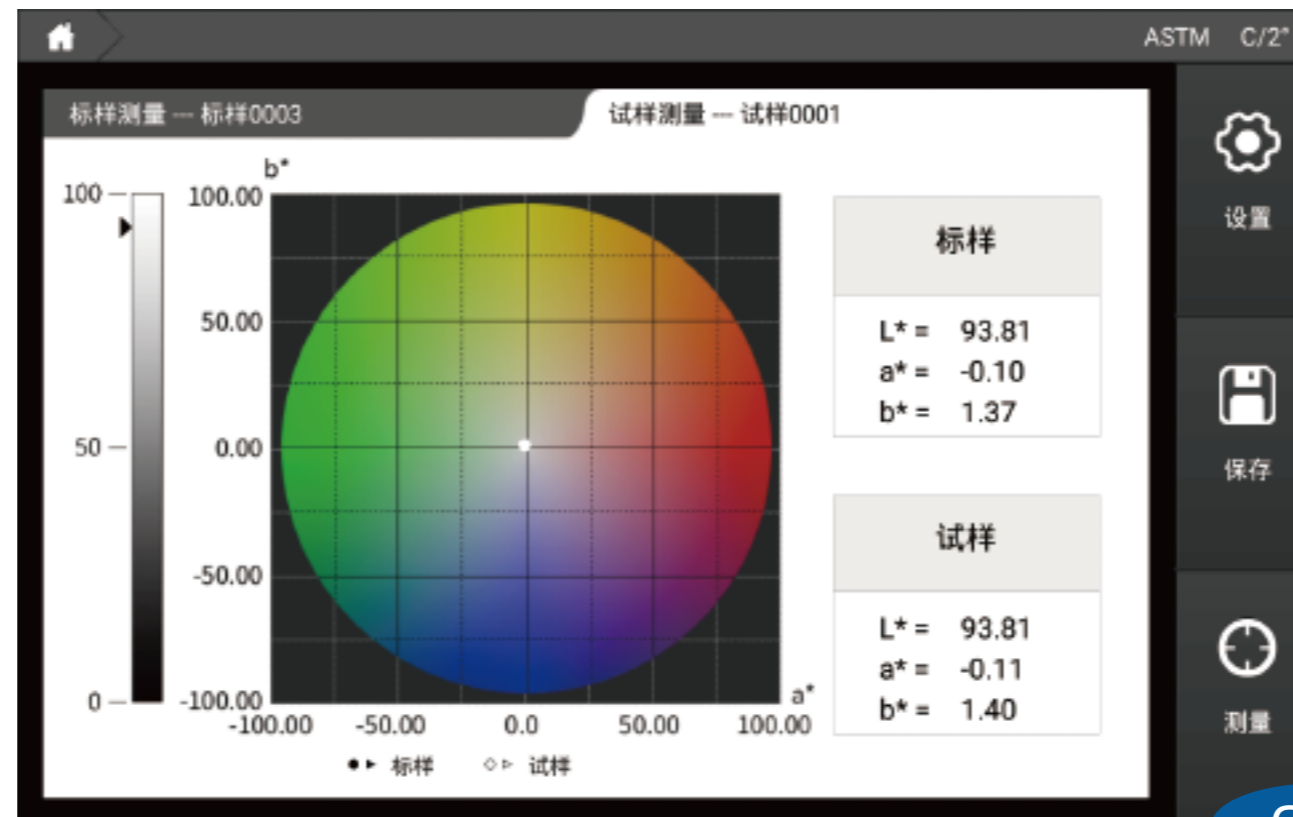 ASTM C/2°
标样测量 --- 标样0003
试样测量 --- 试样0001
设置
保存
测量
b*
100
50
0
100.00
50.00
0.00
-50.00
-100.00
-100.00 -50.00 0.0 50.00 100.00
a*
标样 试样
标样
L* = 93.81
a* = -0.10
b* = 1.37
试样
L* = 93.81
a* = -0.11
b* = 1.40